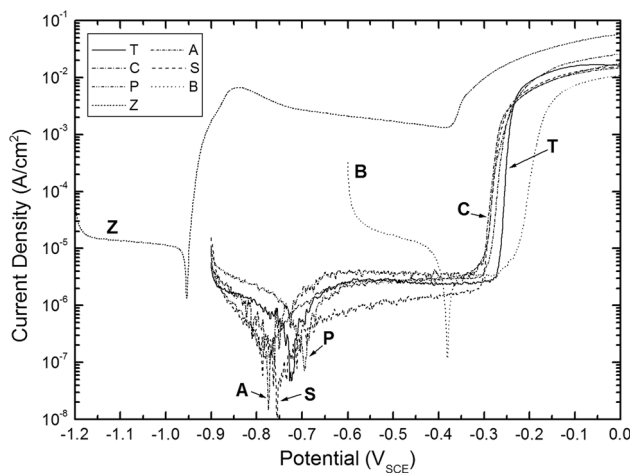 10⁻¹
10⁻²
10⁻³
10⁻⁴
10⁻⁵
10⁻⁶
10⁻⁷
10⁻⁸
Current Density (A/cm²)
T A
C S
P B
Z
Z
B
C
T
P
A
S
-1.2 -1.1 -1.0 -0.9 -0.8 -0.7 -0.6 -0.5 -0.4 -0.3 -0.2 -0.1 0.0
Potential (V_SCE)